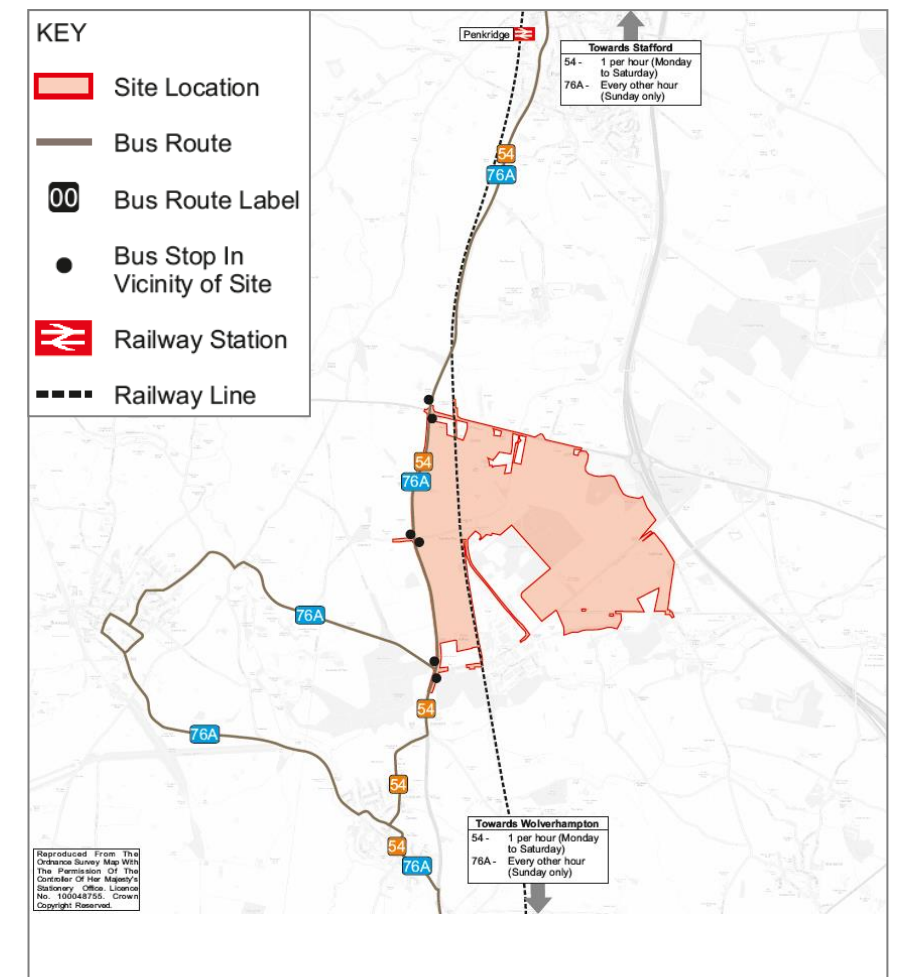 KEY
Site Location
Bus Route
00
Bus Route Label
Bus Stop In
Vicinity of Site
Railway Station
Railway Line
Penkridge
Towards Stafford
54 - 1 per hour (Monday
to Saturday)
76A - Every other hour
(Sunday only)
54
76A
54
76A
76A
54
76A
54
54
76A
Towards Wolverhampton
54 - 1 per hour (Monday
to Saturday)
76A - Every other hour
(Sunday only)
Reproduced From The
Ordnance Survey Map With
The Permission Of The
Controller Of Her Majesty's
Stationery Office. Licence
No. 100048755. Crown
Copyright Reserved.